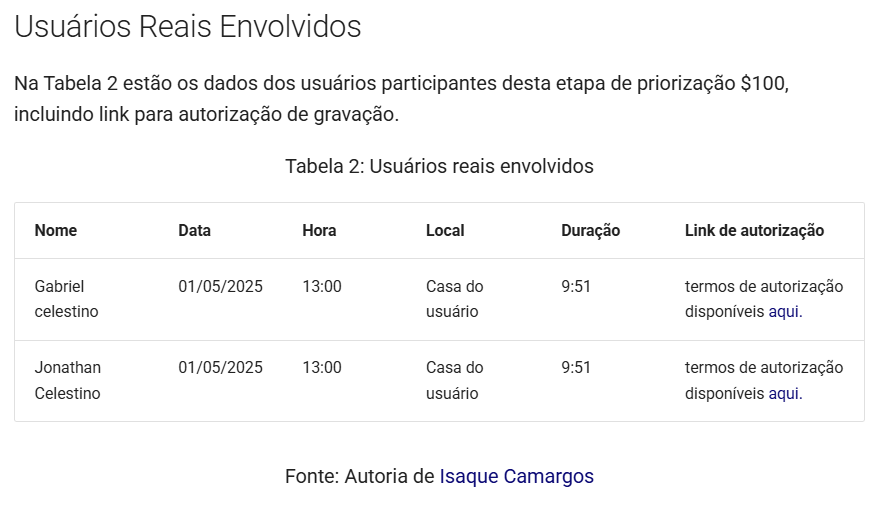 Usuários Reais Envolvidos
Na Tabela 2 estão os dados dos usuários participantes desta etapa de priorização $100,
incluindo link para autorização de gravação.
Tabela 2: Usuários reais envolvidos
Nome Data Hora Local Duração Link de autorização
Gabriel 01/05/2025 13:00 Casa do 9:51 termos de autorização
celestino usuário disponíveis aqui.
Jonathan 01/05/2025 13:00 Casa do 9:51 termos de autorização
Celestino usuário disponíveis aqui.
Fonte: Autoria de Isaque Camargos